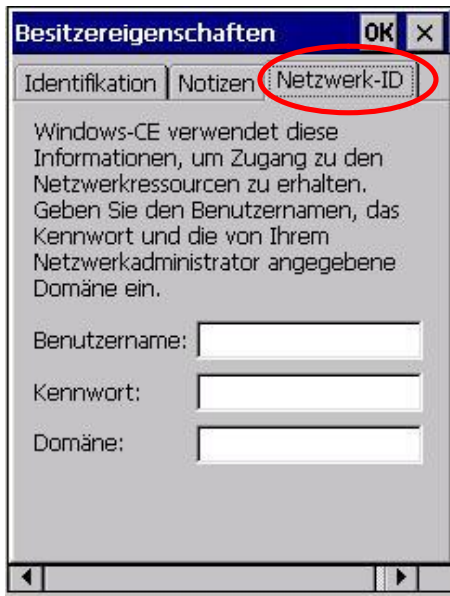 Besitzereigenschaften OK ×
Identifikation Notizen Netzwerk-ID
Windows-CE verwendet diese
Informationen, um Zugang zu den
Netzwerkressourcen zu erhalten.
Geben Sie den Benutzernamen, das
Kennwort und die von Ihrem
Netzwerkadministrator angegebene
Domäne ein.
Benutzername:
Kennwort:
Domäne: